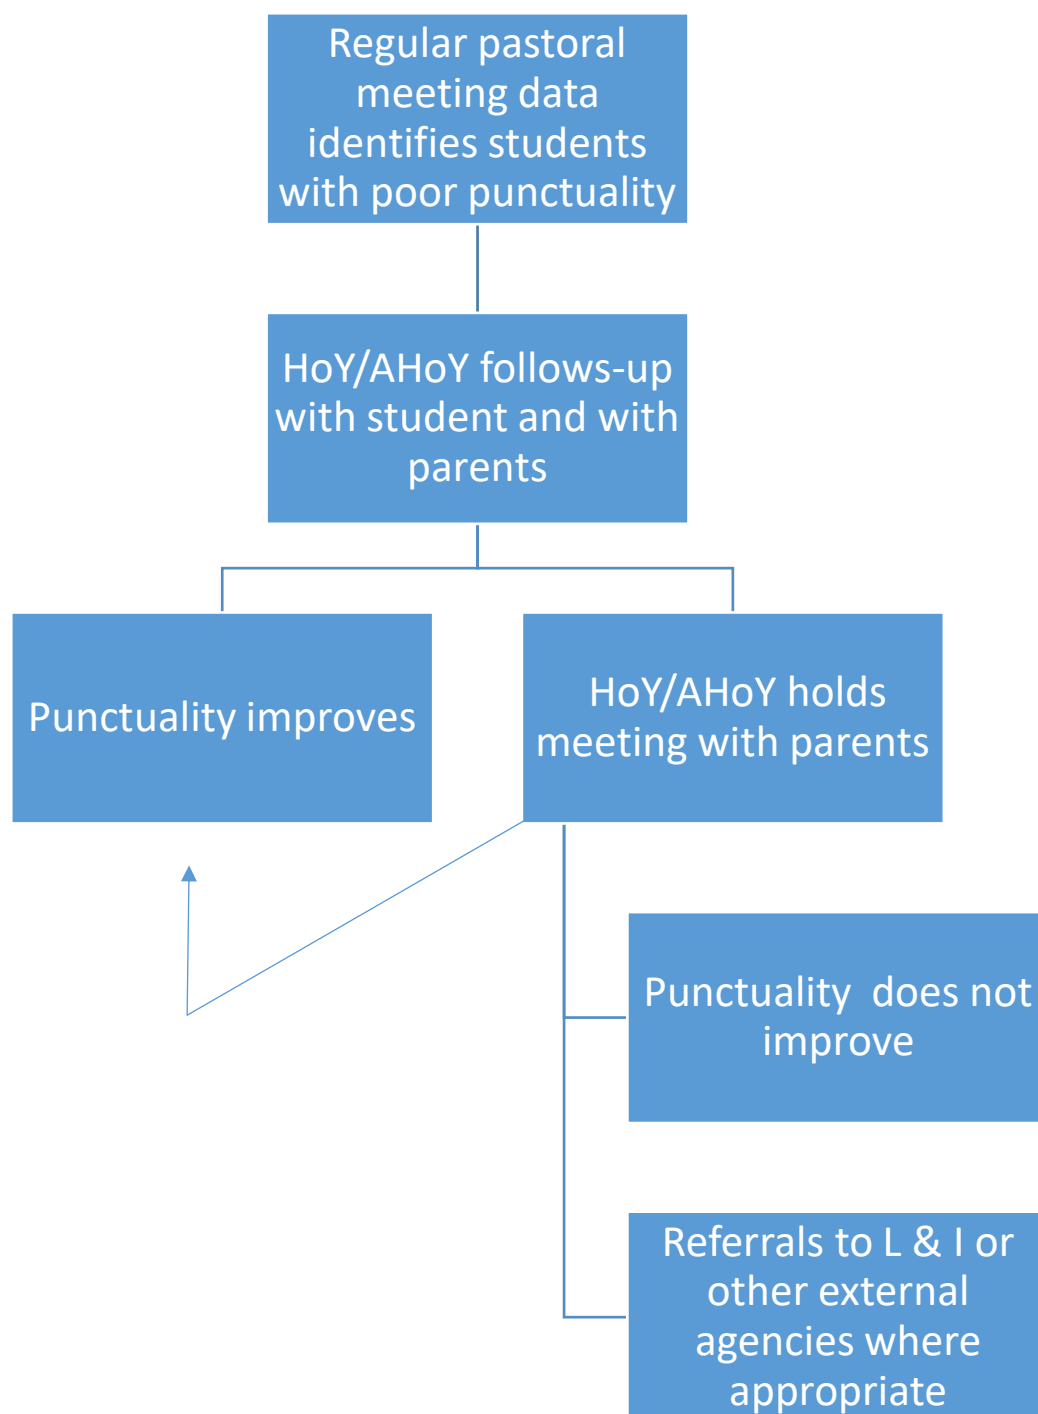 Regular pastoral
meeting data
identifies students
with poor punctuality
HoY/AHoY follows-up
with student and with
parents
Punctuality improves
HoY/AHoY holds
meeting with parents
Punctuality  does not
improve
Referrals to L & I or
other external
agencies where
appropriate